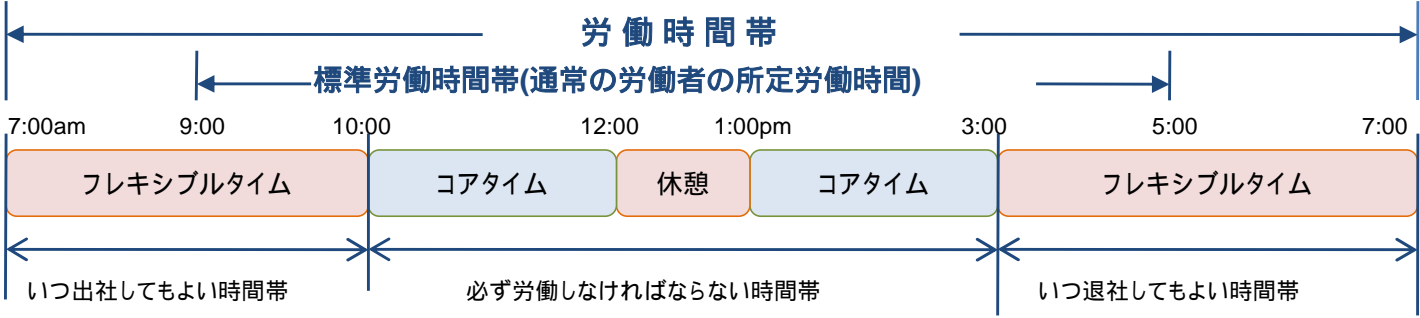 労 働 時 間 帯
標準労働時間帯(通常の労働者の所定労働時間)
7:00am 9:00 10:00 12:00 1:00pm 3:00 5:00 7:00
フレキシブルタイム コアタイム 休憩 コアタイム フレキシブルタイム
いつ出社してもよい時間帯 必ず労働しなければならない時間帯 いつ退社してもよい時間帯